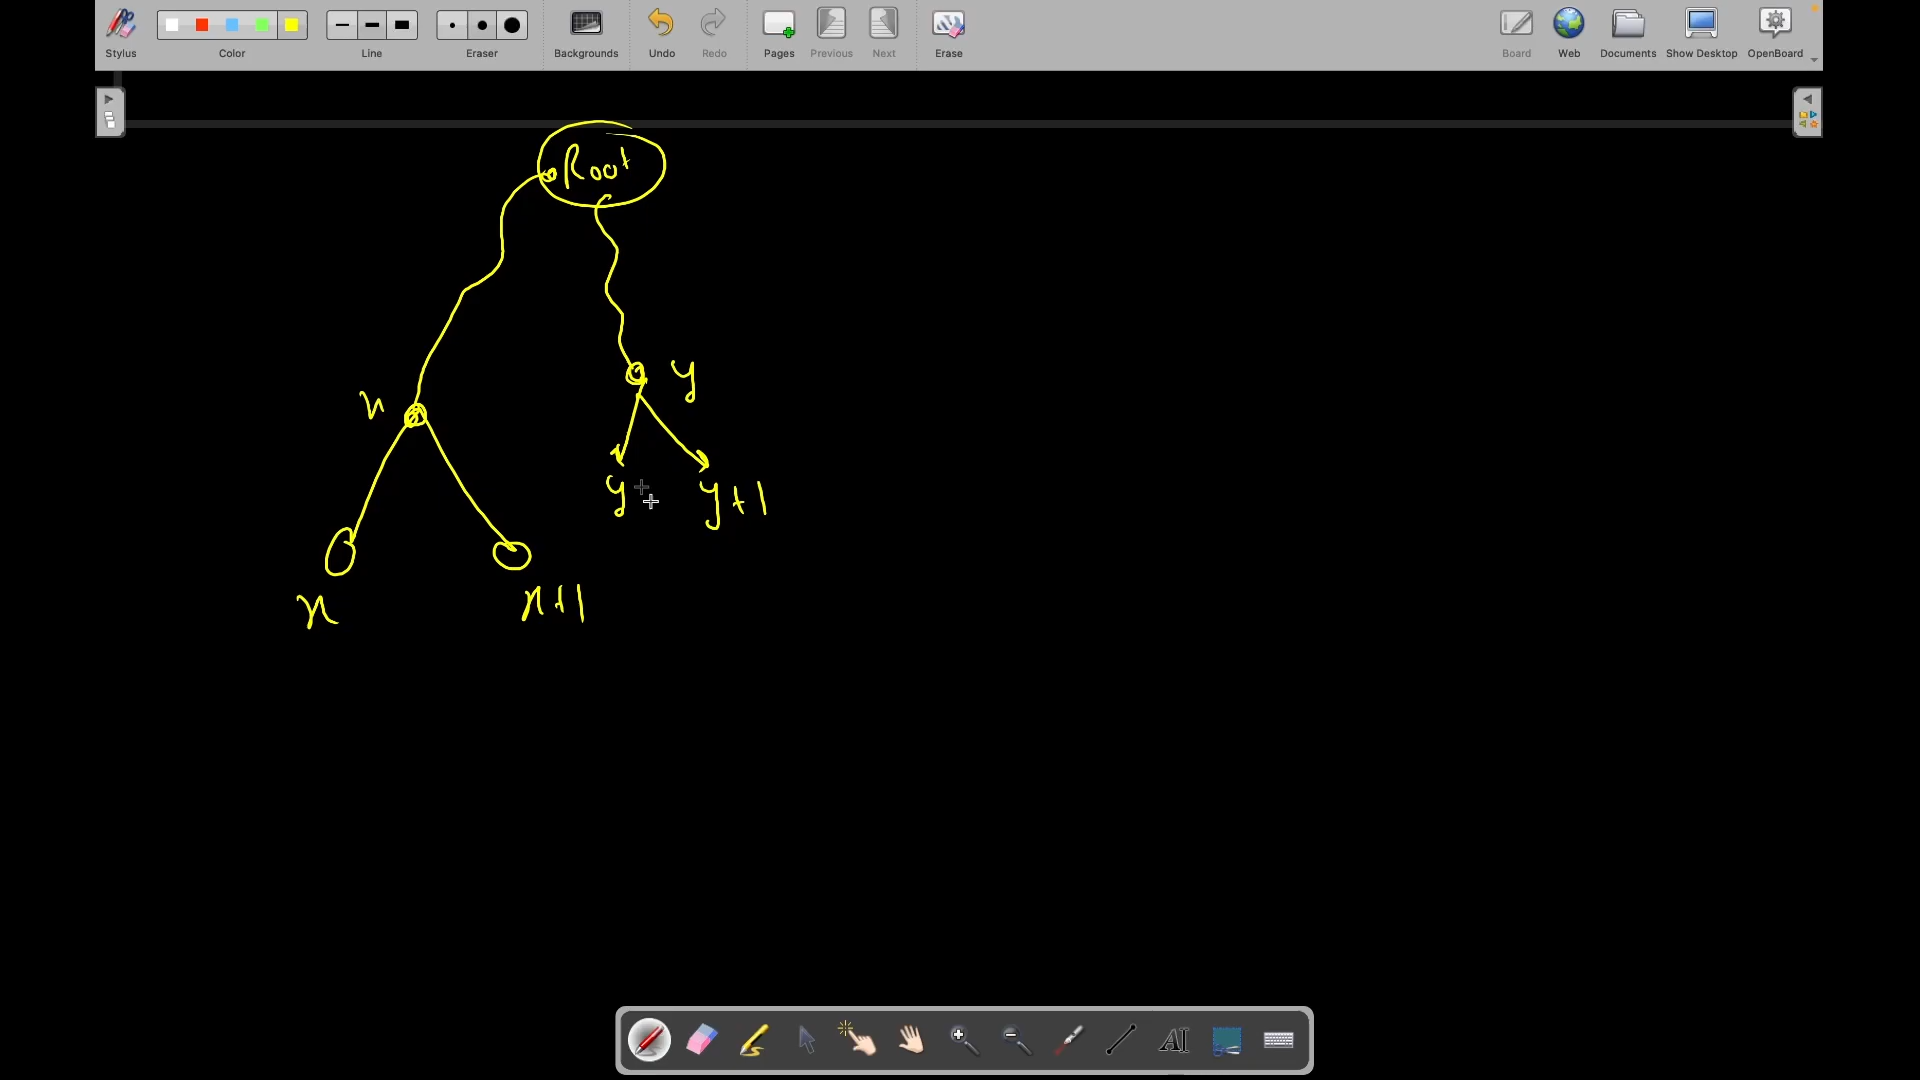 Stylus Color Line Eraser Backgrounds Undo Redo Pages Previous Next Erase Board Web Documents Show Desktop OpenBoard
Root
y
x
y y+1
x x+1
AI